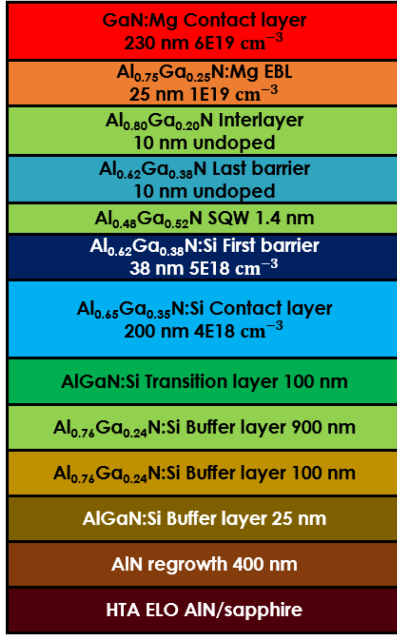 GaN:Mg Contact layer
230 nm 6E19 cm⁻³
Al₀.₇₅Ga₀.₂₅N:Mg EBL
25 nm 1E19 cm⁻³
Al₀.₈₀Ga₀.₂₀N Interlayer
10 nm undoped
Al₀.₆₂Ga₀.₃₈N Last barrier
10 nm undoped
Al₀.₄₈Ga₀.₅₂N SQW 1.4 nm
Al₀.₆₂Ga₀.₃₈N:Si First barrier
38 nm 5E18 cm⁻³
Al₀.₆₅Ga₀.₃₅N:Si Contact layer
200 nm 4E18 cm⁻³
AlGaN:Si Transition layer 100 nm
Al₀.₇₆Ga₀.₂₄N:Si Buffer layer 900 nm
Al₀.₇₆Ga₀.₂₄N:Si Buffer layer 100 nm
AlGaN:Si Buffer layer 25 nm
AlN regrowth 400 nm
HTA ELO AlN/sapphire